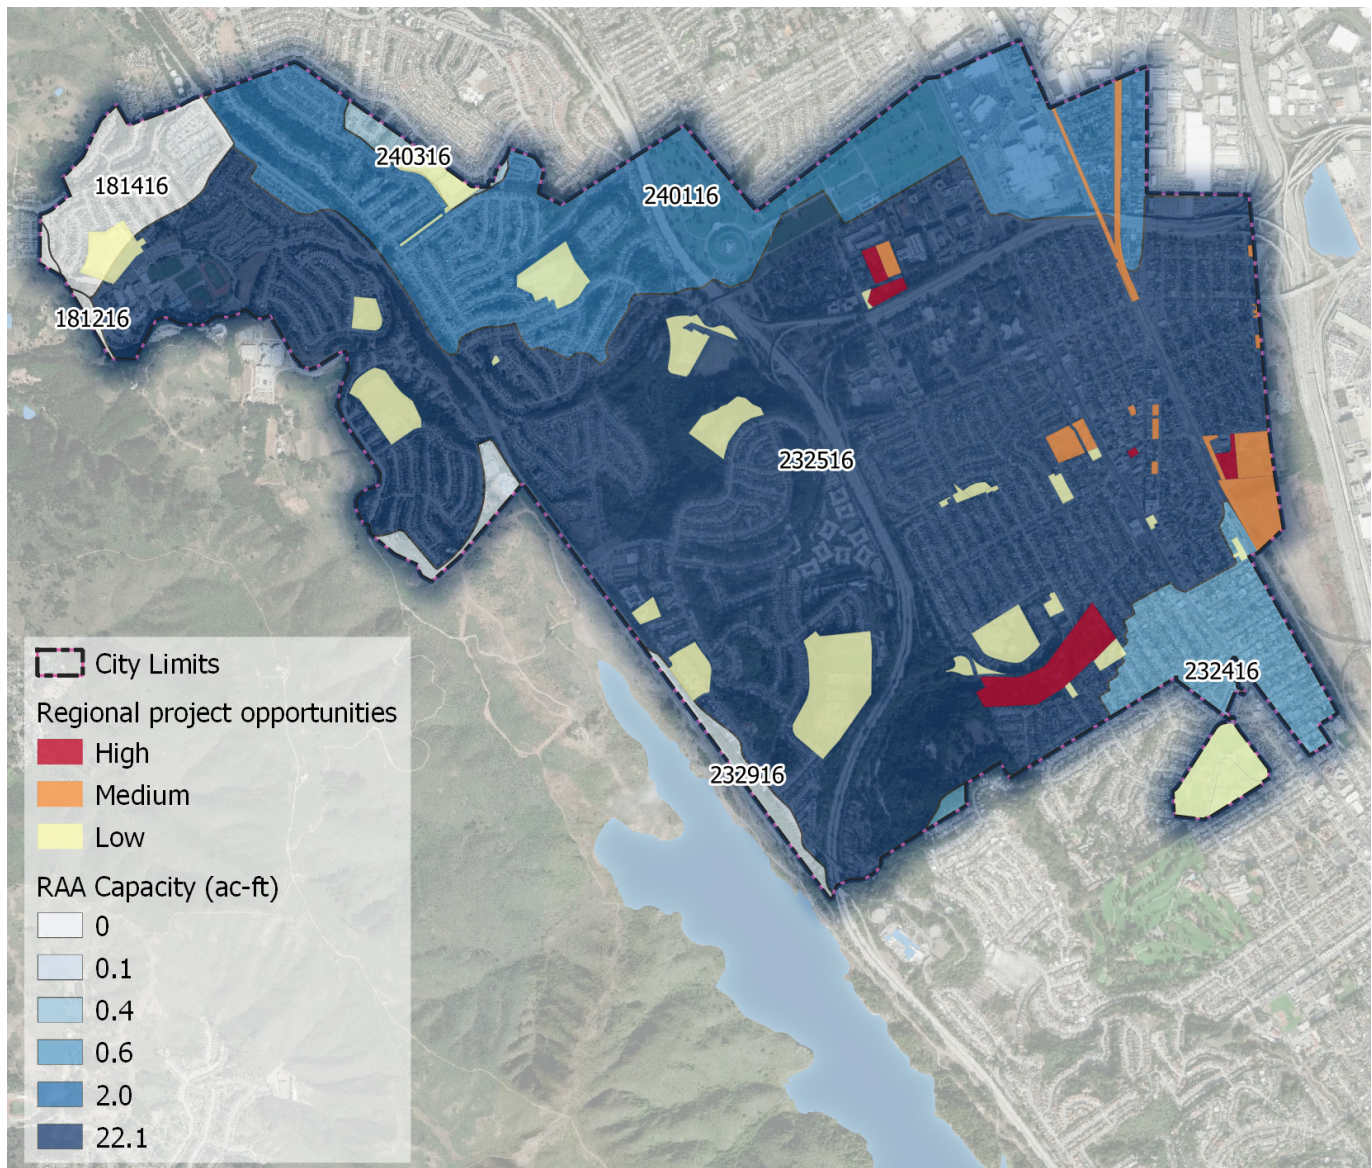 240316
181416
240116
181216
232516
232416
232916
City Limits
Regional project opportunities
High
Medium
Low
RAA Capacity (ac-ft)
0
0.1
0.4
0.6
2.0
22.1